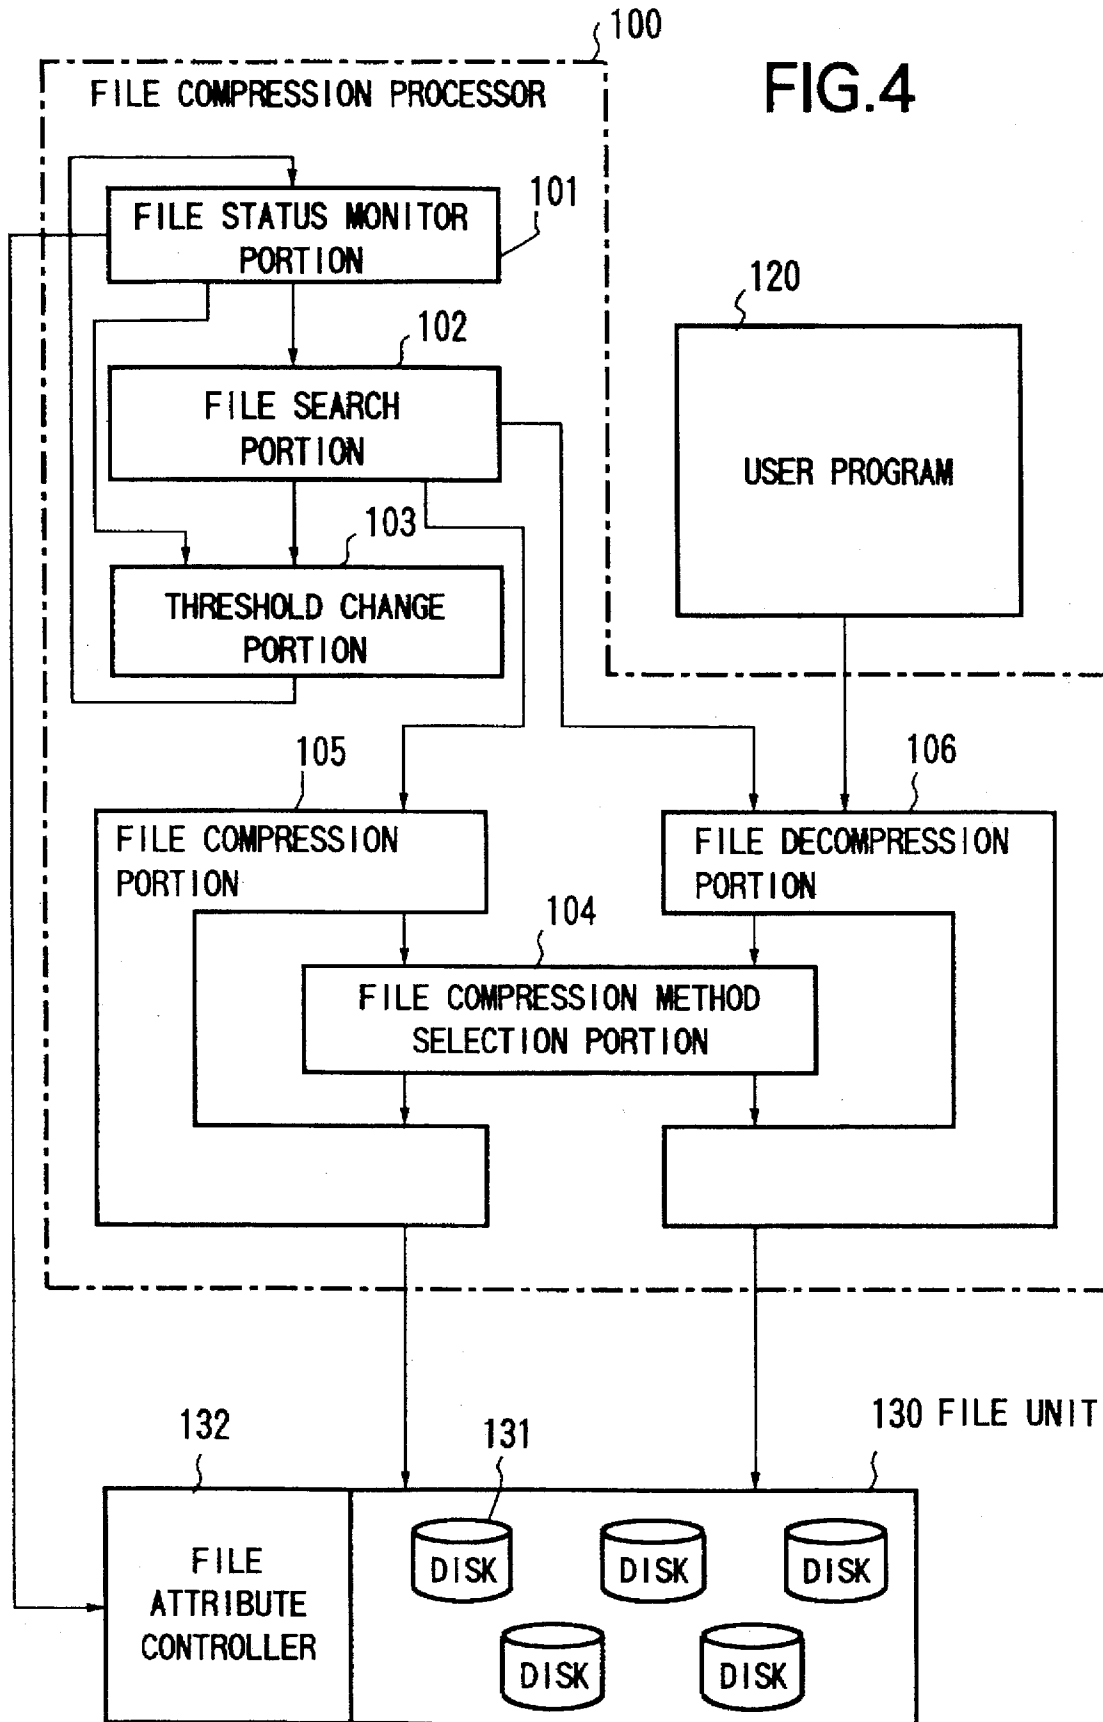 100
FILE COMPRESSION PROCESSOR
FIG.4
FILE STATUS MONITOR
PORTION
101
120
102
FILE SEARCH
PORTION
USER PROGRAM
103
THRESHOLD CHANGE
PORTION
105
106
FILE COMPRESSION
PORTION
FILE DECOMPRESSION
PORTION
104
FILE COMPRESSION METHOD
SELECTION PORTION
132
131
130 FILE UNIT
FILE
ATTRIBUTE
CONTROLLER
DISK
DISK
DISK
DISK
DISK